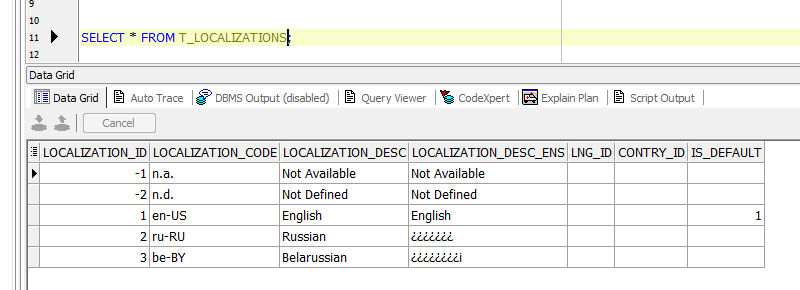 9
10
11 SELECT * FROM T_LOCALIZATIONS;
12
Data Grid
Data Grid Auto Trace DBMS Output (disabled) Query Viewer CodeXpert Explain Plan Script Output
Cancel
LOCALIZATION_ID LOCALIZATION_CODE LOCALIZATION_DESC LOCALIZATION_DESC_ENS LNG_ID CONTRY_ID IS_DEFAULT
-1 n.a. Not Available Not Available
-2 n.d. Not Defined Not Defined
1 en-US English English 1
2 ru-RU Russian ¿¿¿¿¿¿¿
3 be-BY Belarussian ¿¿¿¿¿¿¿¿i